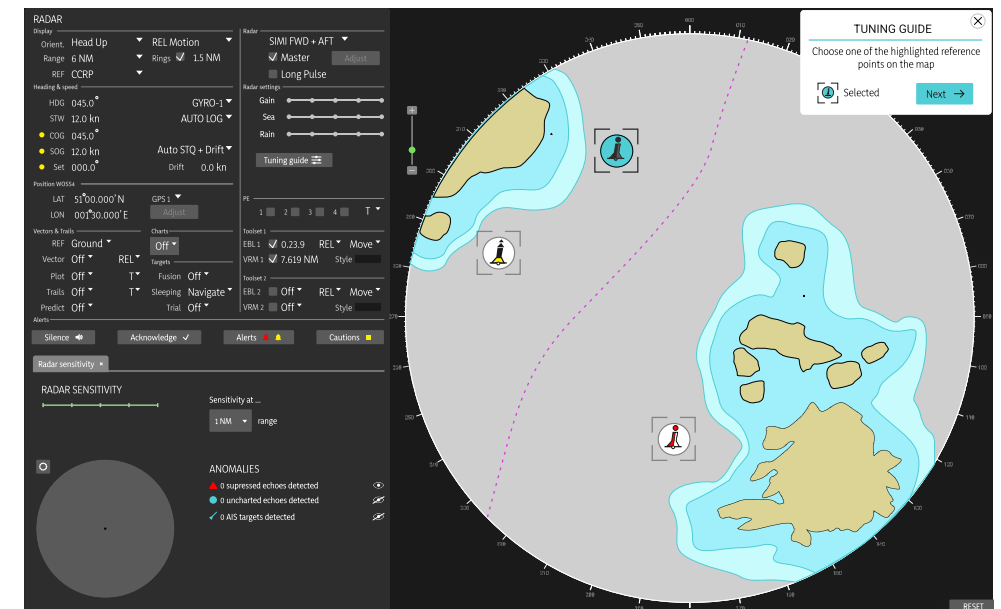 RADAR
Display
Orient. Head Up REL Motion
Range 6 NM Rings 1.5 NM
REF CCRP
Heading & speed
HDG 045.0° GYRO-1
STW 12.0 kn AUTO LOG
COG 045.0°
SOG 12.0 kn Auto STQ + Drift
Set 000.0° Drift 0.0 kn
Position WOSS4
LAT 51°00.000' N GPS 1
LON 001°30.000' E Adjust
Vectors & Trails Charts
REF Ground Off
Vector Off REL Targets
Plot Off T Fusion Off
Trails Off T Sleeping Navigate
Predict Off Trial Off
Radar
SIMI FWD + AFT
Master Adjust
Long Pulse
Radar settings
Gain
Sea
Rain
Tuning guide
PE
1 2 3 4 T
Toolset 1
EBL 1 0.23.9 REL Move
VRM 1 7.619 NM Style
Toolset 2
EBL 2 Off REL Move
VRM 2 Off Style
Alerts
Silence Acknowledge Alerts Cautions
Radar sensitivity
RADAR SENSITIVITY
Sensitivity at ...
1 NM range
ANOMALIES
0 supressed echoes detected
0 uncharted echoes detected
0 AIS targets detected
TUNING GUIDE
Choose one of the highlighted reference
points on the map
Selected Next
000
010
RESET